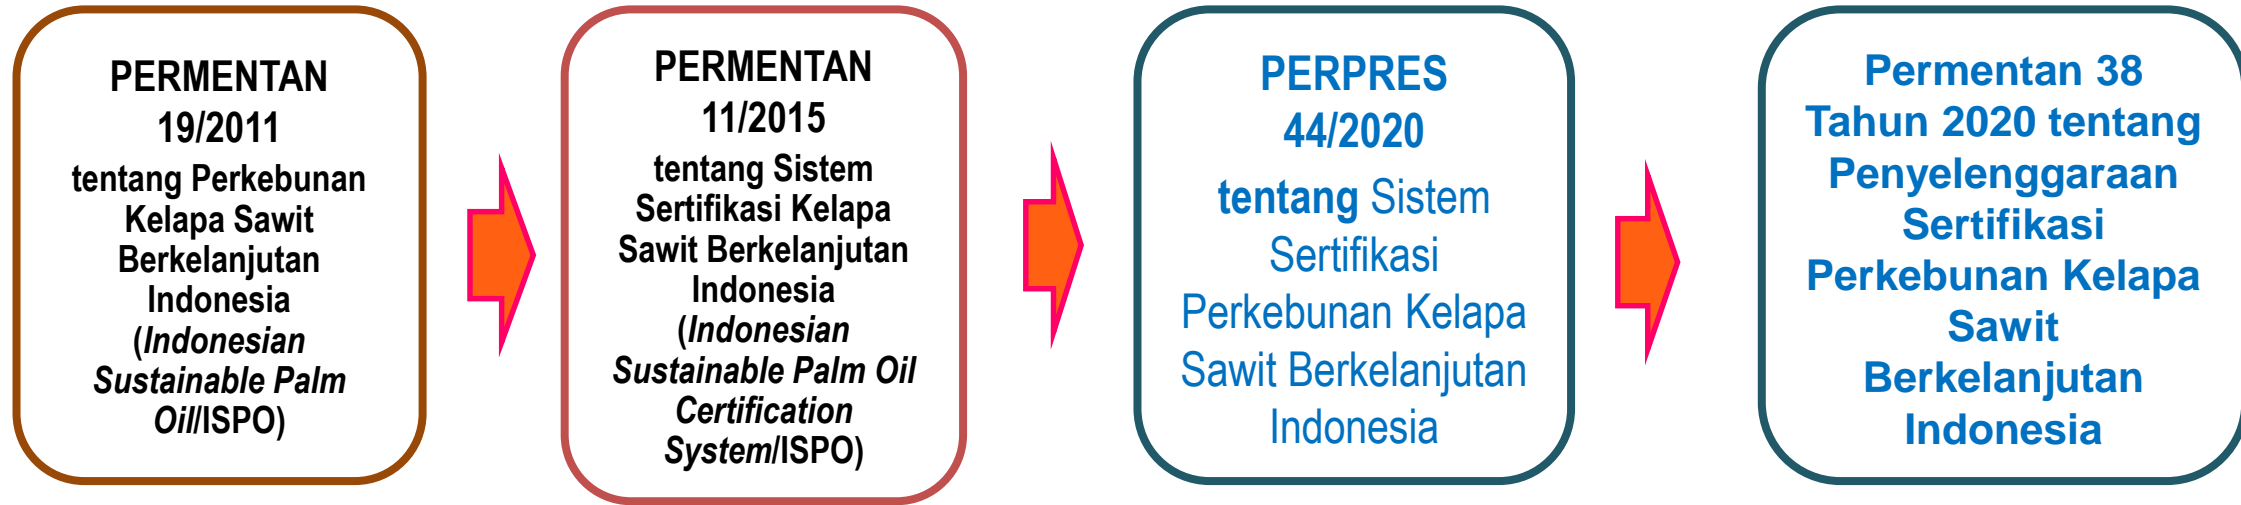 PERMENTAN
19/2011
tentang Perkebunan
Kelapa Sawit
Berkelanjutan
Indonesia
(Indonesian
Sustainable Palm
Oil/ISPO)
PERMENTAN
11/2015
tentang Sistem
Sertifikasi Kelapa
Sawit Berkelanjutan
Indonesia
(Indonesian
Sustainable Palm Oil
Certification
System/ISPO)
PERPRES
44/2020
tentang Sistem
Sertifikasi
Perkebunan Kelapa
Sawit Berkelanjutan
Indonesia
Permentan 38
Tahun 2020 tentang
Penyelenggaraan
Sertifikasi
Perkebunan Kelapa
Sawit
Berkelanjutan
Indonesia